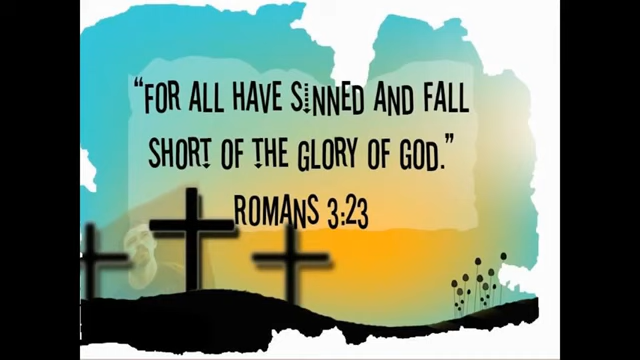 “FOR ALL HAVE SINNED AND FALL
SHORT OF THE GLORY OF GOD.”
ROMANS 3:23